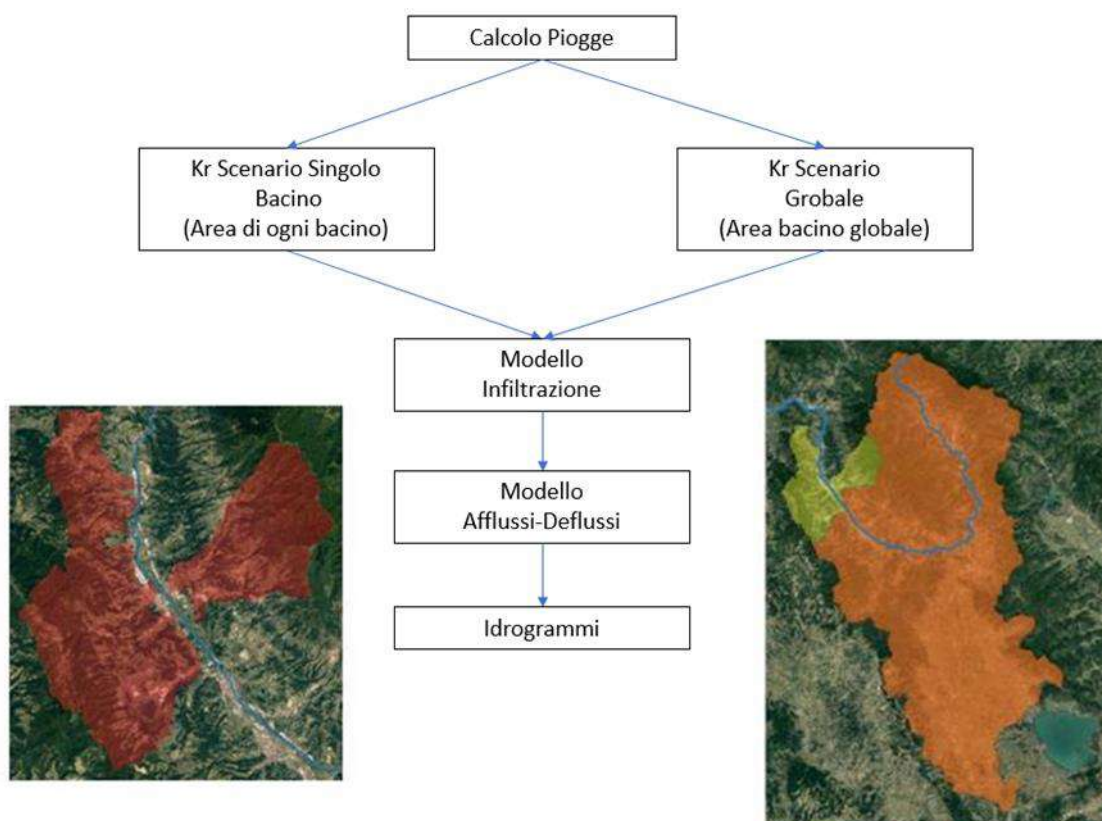 Calcolo Piogge
Kr Scenario Singolo
Bacino
(Area di ogni bacino)
Kr Scenario
Grobale
(Area bacino globale)
Modello
Infiltrazione
Modello
Afflussi-Deflussi
Idrogrammi